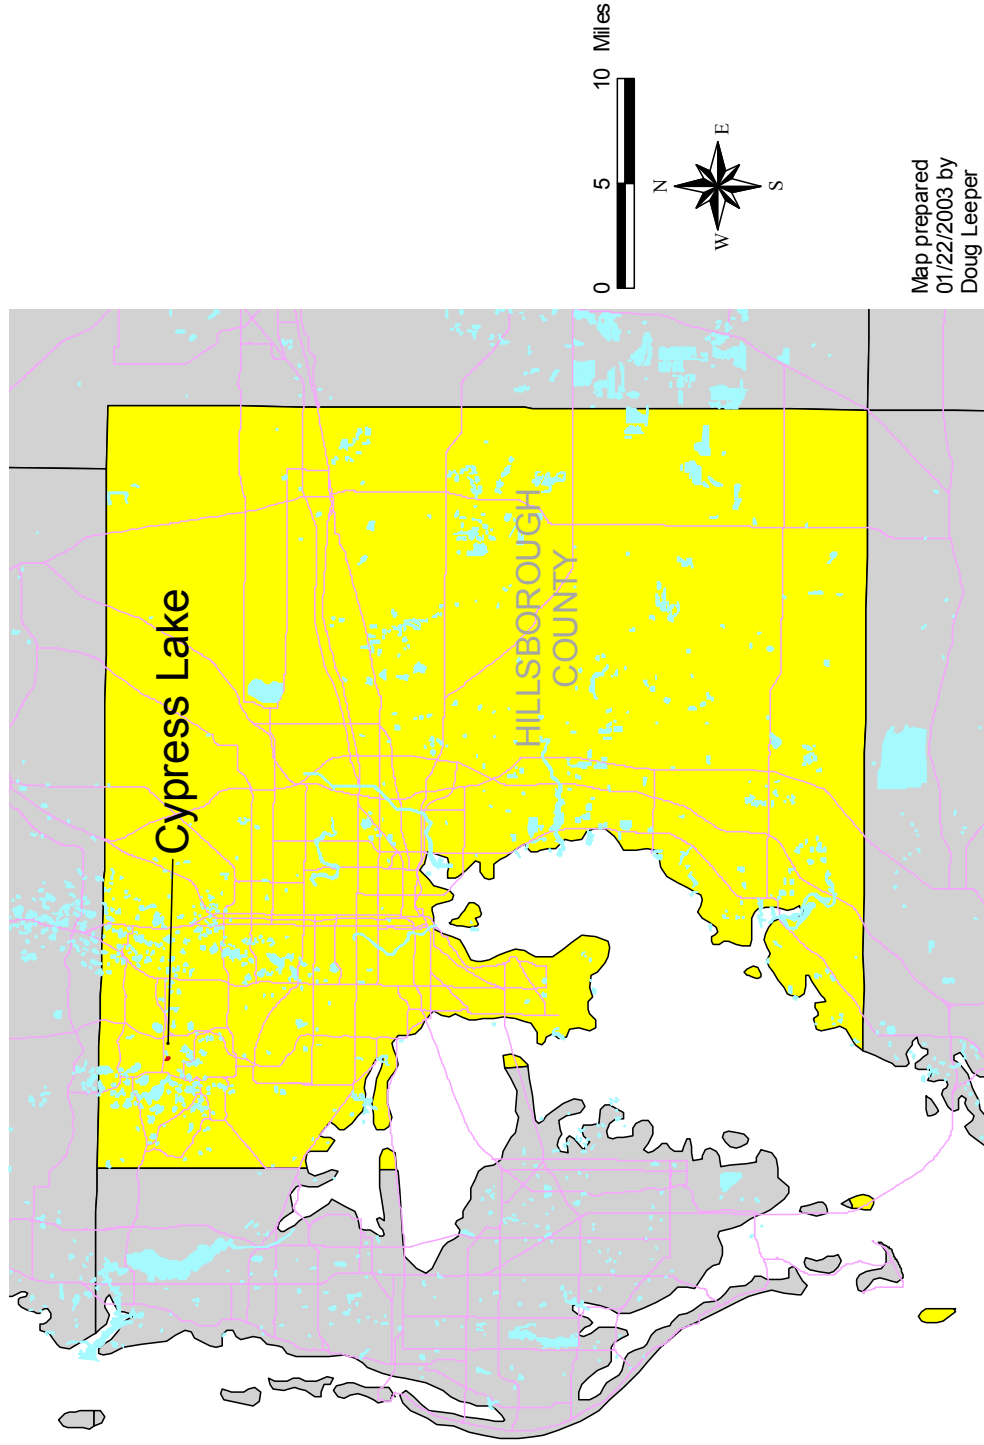 Cypress Lake
HILLSBOROUGH
COUNTY
0 5 10 Miles
N
W E
S
Map prepared
01/22/2003 by
Doug Leeper